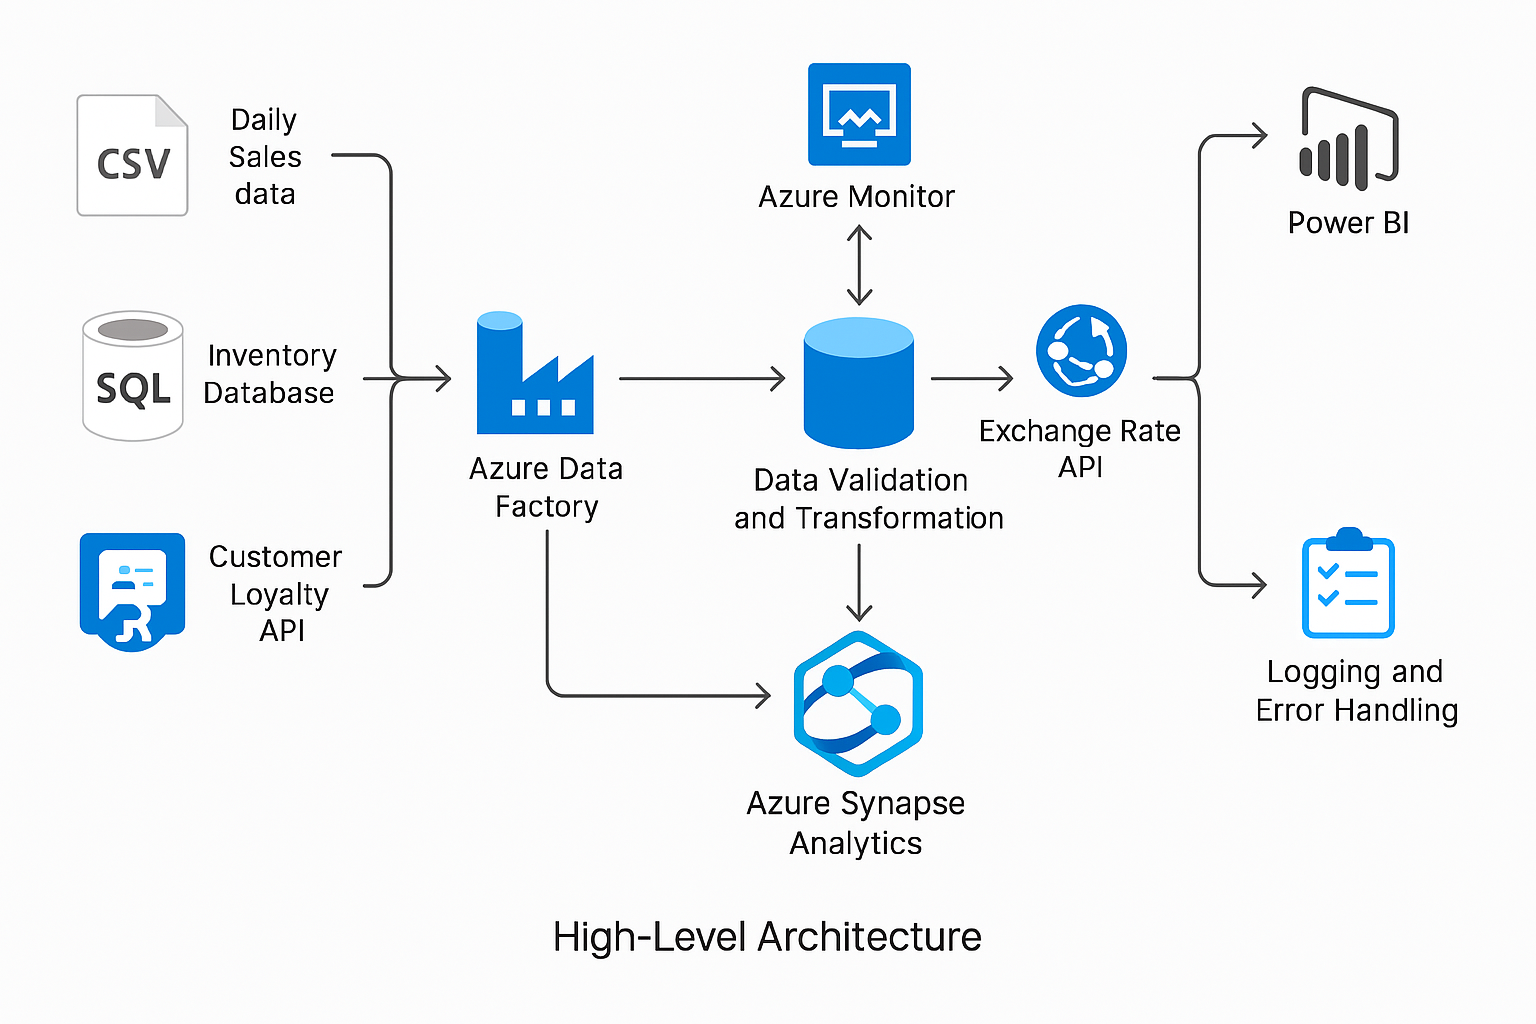 CSV
Daily
Sales
data
SQL
Inventory
Database
Customer
Loyalty
API
Azure Data
Factory
Azure Monitor
Data Validation
and Transformation
Azure Synapse
Analytics
Exchange Rate
API
Power BI
Logging and
Error Handling
High-Level Architecture